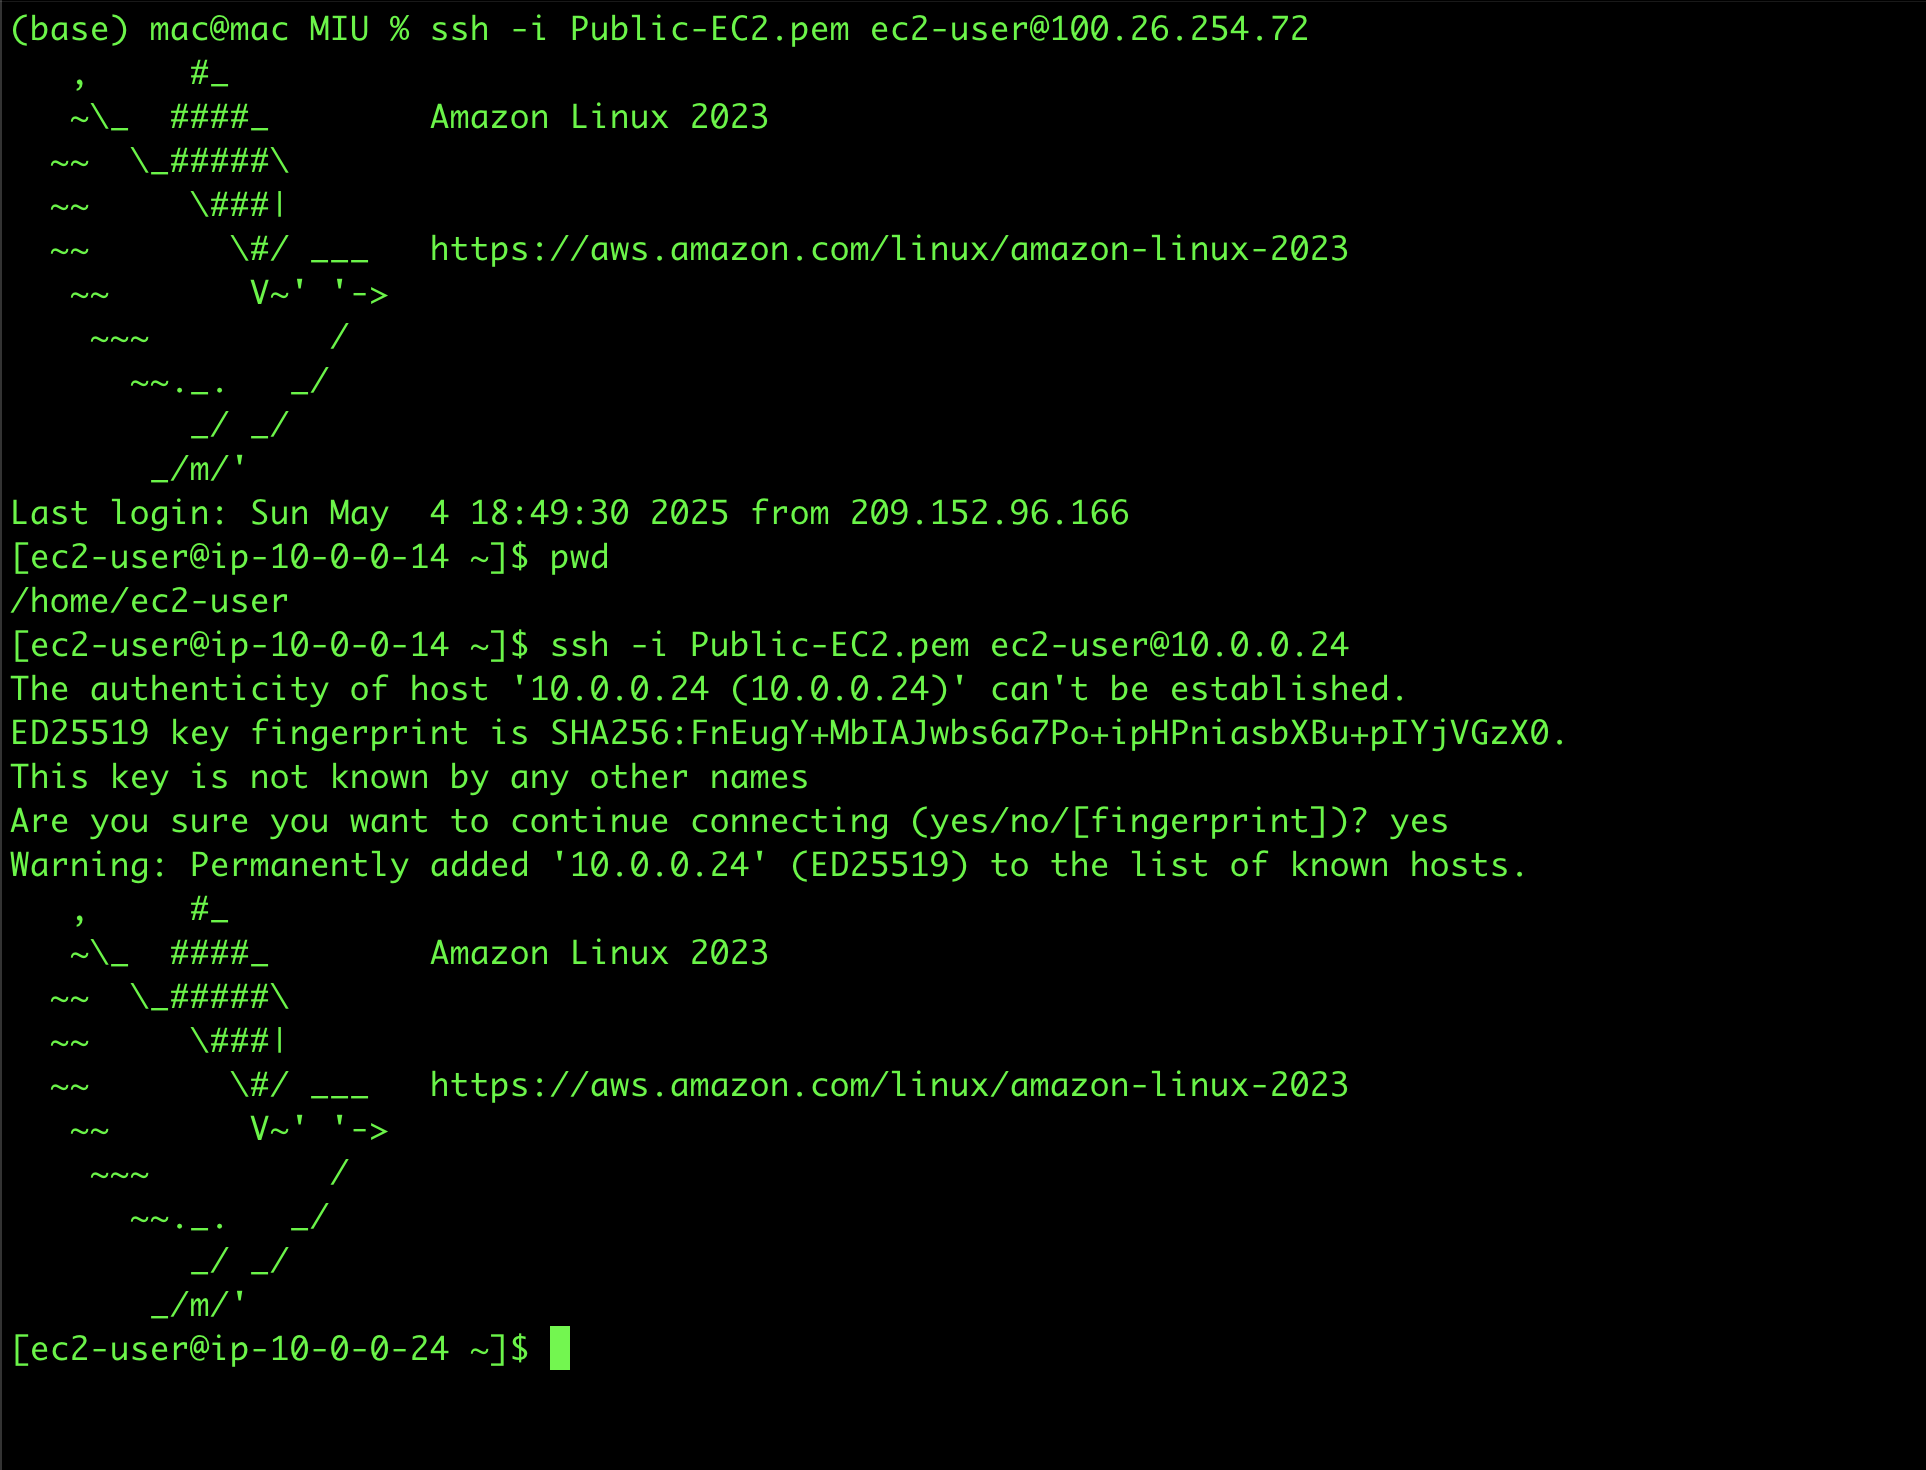 (base) mac@mac MIU % ssh -i Public-EC2.pem ec2-user@100.26.254.72
   ,     #_
   ~\_  ####_        Amazon Linux 2023
  ~~  \_#####\
  ~~     \###|
  ~~       \#/ ___   https://aws.amazon.com/linux/amazon-linux-2023
   ~~       V~' '->
    ~~~         /
      ~~._.   _/
         _/ _/
       _/m/'
Last login: Sun May  4 18:49:30 2025 from 209.152.96.166
[ec2-user@ip-10-0-0-14 ~]$ pwd
/home/ec2-user
[ec2-user@ip-10-0-0-14 ~]$ ssh -i Public-EC2.pem ec2-user@10.0.0.24
The authenticity of host '10.0.0.24 (10.0.0.24)' can't be established.
ED25519 key fingerprint is SHA256:FnEugY+MbIAJwbs6a7Po+ipHPniasbXBu+pIYjVGzX0.
This key is not known by any other names
Are you sure you want to continue connecting (yes/no/[fingerprint])? yes
Warning: Permanently added '10.0.0.24' (ED25519) to the list of known hosts.
   ,     #_
   ~\_  ####_        Amazon Linux 2023
  ~~  \_#####\
  ~~     \###|
  ~~       \#/ ___   https://aws.amazon.com/linux/amazon-linux-2023
   ~~       V~' '->
    ~~~         /
      ~~._.   _/
         _/ _/
       _/m/'
[ec2-user@ip-10-0-0-24 ~]$